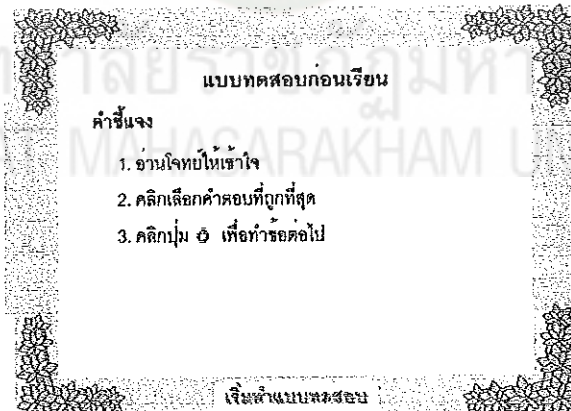 แบบทดสอบก่อนเรียน
คำชี้แจง
1. อ่านโจทย์ให้เข้าใจ
2. คลิกเลือกคำตอบที่ถูกที่สุด
3. คลิกปุ่ม เพื่อทำข้อต่อไป
MAHASARAKHAM
เริ่มทำแบบทดสอบ